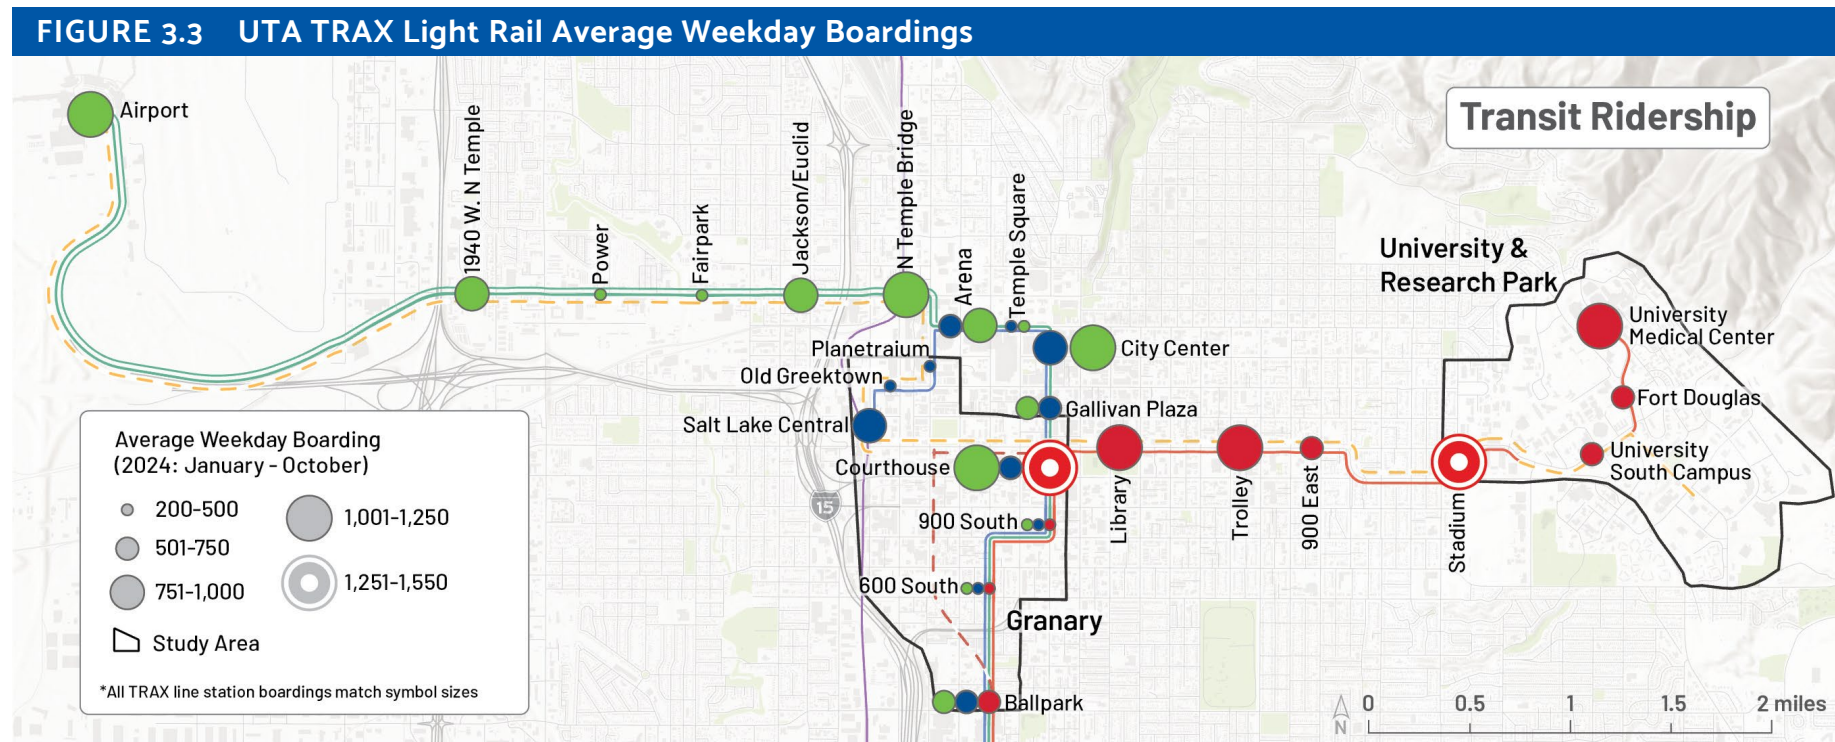 FIGURE 3.3 UTA TRAX Light Rail Average Weekday Boardings
Transit Ridership
Airport
1940 W. N Temple
Power
Fairpark
Jackson/Euclid
N Temple Bridge
Arena
Temple Square
City Center
Planetraium
Old Greektown
Salt Lake Central
Gallivan Plaza
Courthouse
Library
Trolley
900 East
Stadium
900 South
600 South
Granary
Ballpark
University &
Research Park
University
Medical Center
Fort Douglas
University
South Campus
15
Average Weekday Boarding
(2024: January - October)
200-500
501-750
751-1,000
1,001-1,250
1,251-1,550
Study Area
*All TRAX line station boardings match symbol sizes
N
0 0.5 1 1.5 2 miles